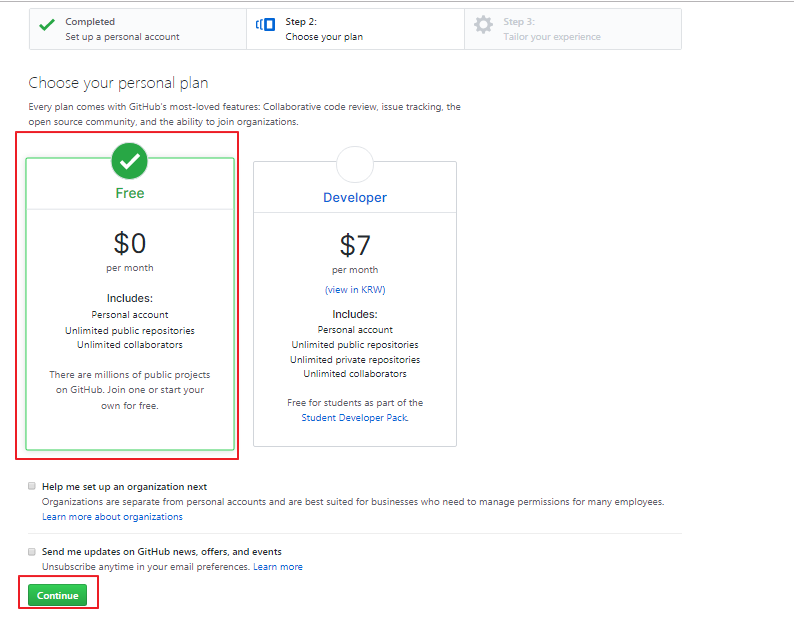 Completed
Set up a personal account
Step 2:
Choose your plan
Step 3:
Tailor your experience
Choose your personal plan
Every plan comes with GitHub's most-loved features: Collaborative code review, issue tracking, the
open source community, and the ability to join organizations.
Free
$0
per month
Includes:
Personal account
Unlimited public repositories
Unlimited collaborators
There are millions of public projects
on GitHub. Join one or start your
own for free.
Developer
$7
per month
(view in KRW)
Includes:
Personal account
Unlimited public repositories
Unlimited private repositories
Unlimited collaborators
Free for students as part of the
Student Developer Pack.
Help me set up an organization next
Organizations are separate from personal accounts and are best suited for businesses who need to manage permissions for many employees.
Learn more about organizations
Send me updates on GitHub news, offers, and events
Unsubscribe anytime in your email preferences. Learn more
Continue